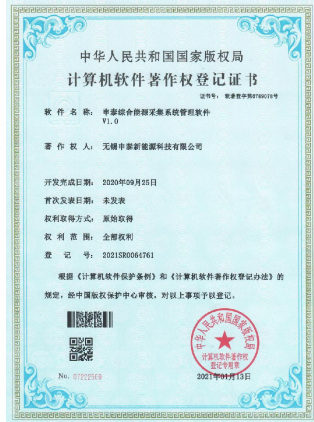 中华人民共和国国家版权局
计算机软件著作权登记证书
证书号： 软著登字第6789078号
软 件 名 称： 申泰综合能源采集系统管理软件
V1.0
著 作 权 人： 无锡申泰新能源科技有限公司
开发完成日期： 2020年09月25日
首次发表日期： 未发表
权利取得方式： 原始取得
权 利 范 围： 全部权利
登 记 号： 2021SR0064761
根据《计算机软件保护条例》和《计算机软件著作权登记办法》的
规定，经中国版权保护中心审核，对以上事项予以登记。
中华人民共和国国家版权局
计算机软件著作权
登记专用章
No. 07222569
2021年01月13日